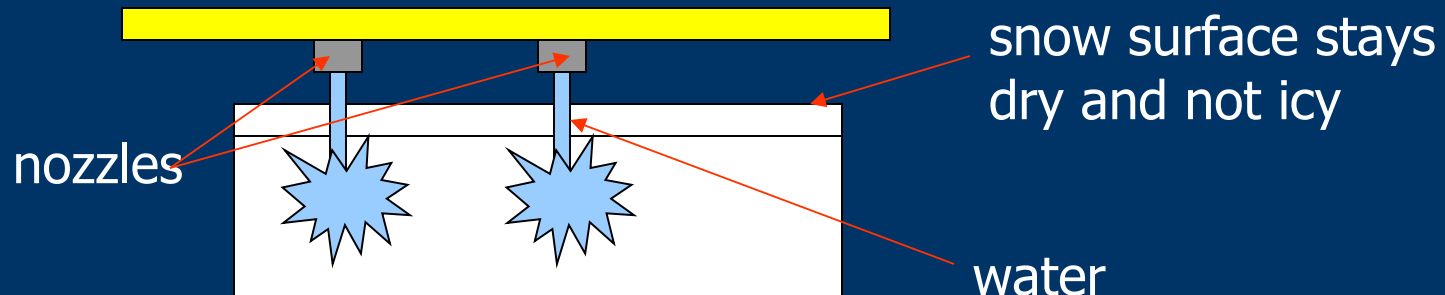 snow surface stays
dry and not icy
nozzles
water